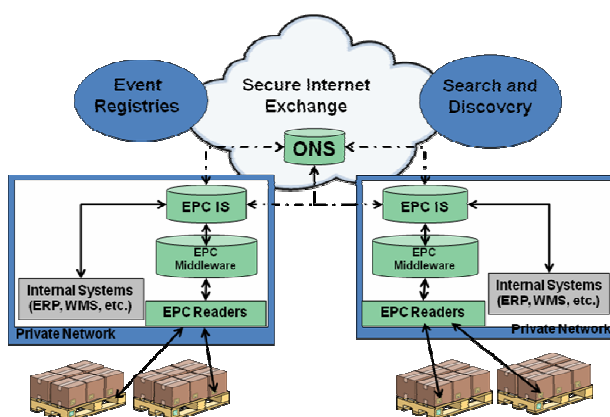 Event
Registries
Secure Internet
Exchange
Search and
Discovery
ONS
EPC IS
EPC
Middleware
Internal Systems
(ERP, WMS, etc.)
EPC Readers
Private Network
EPC IS
EPC
Middleware
Internal Systems
(ERP, WMS, etc.)
EPC Readers
Private Network